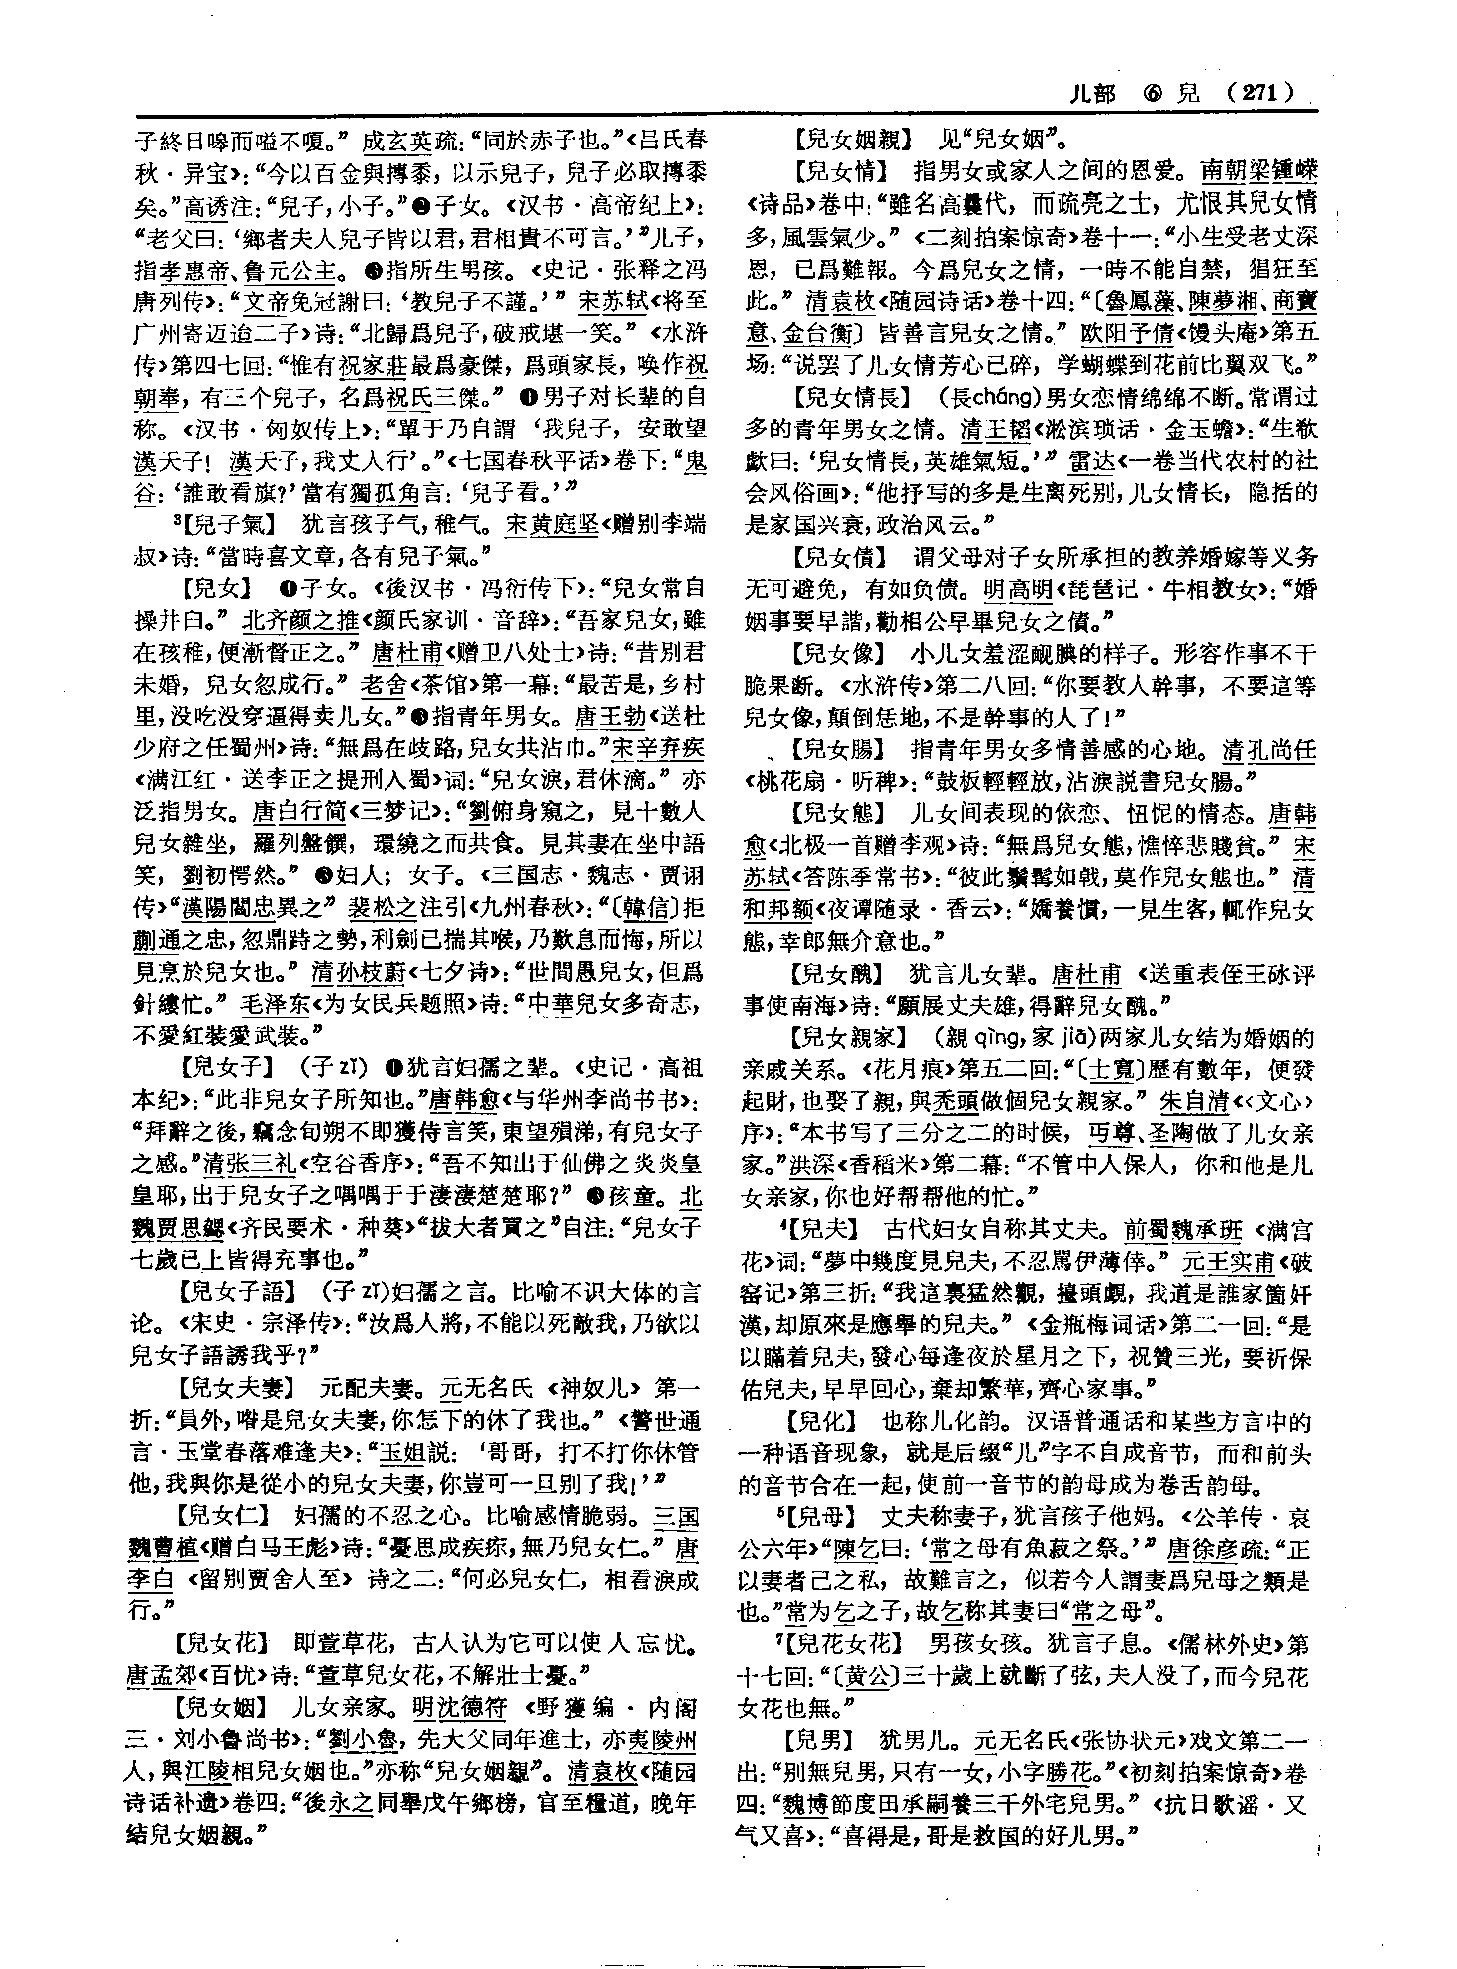 儿部 ⑥ 兒 （271）
子終日嗥而嗌不嗄。”成玄英疏：“同於赤子也。”《吕氏春
秋·异宝》：“今以百金與摶黍，以示兒子，兒子必取摶黍
矣。”高诱注：“兒子，小子。”❷子女。《汉书·高帝纪上》：
“老父曰：‘鄉者夫人兒子皆以君，君相貴不可言。’”儿子，
指孝惠帝、鲁元公主。❸指所生男孩。《史记·张释之冯
唐列传》：“文帝免冠謝曰：‘教兒子不謹。’”宋苏轼《将至
广州寄迈迨二子》诗：“北歸爲兒子，破戒堪一笑。”《水浒
传》第四七回：“惟有祝家莊最爲豪傑，爲頭家長，唤作祝
朝奉，有三个兒子，名爲祝氏三傑。”❹男子对长辈的自
称。《汉书·匈奴传上》：“單于乃自謂‘我兒子，安敢望
漢天子！漢天子，我丈人行’。”《七国春秋平话》卷下：“鬼
谷：‘誰敢看旗？’當有獨孤角言：‘兒子看。’”
³【兒子氣】 犹言孩子气，稚气。宋黄庭坚《赠别李端
叔》诗：“當時喜文章，各有兒子氣。”
【兒女】 ❶子女。《後汉书·冯衍传下》：“兒女常自
操井臼。”北齐颜之推《颜氏家训·音辞》：“吾家兒女，雖
在孩稚，便漸督正之。”唐杜甫《赠卫八处士》诗：“昔别君
未婚，兒女忽成行。”老舍《茶馆》第一幕：“最苦是，乡村
里，没吃没穿逼得卖儿女。”❷指青年男女。唐王勃《送杜
少府之任蜀州》诗：“無爲在歧路，兒女共沾巾。”宋辛弃疾
《满江红·送李正之提刑入蜀》词：“兒女淚，君休滴。”亦
泛指男女。唐白行简《三梦记》：“劉俯身窺之，見十數人
兒女雜坐，羅列盤饌，環繞之而共食。見其妻在坐中語
笑，劉初愕然。”❸妇人；女子。《三国志·魏志·贾诩
传》“漢陽閻忠異之”裴松之注引《九州春秋》：“〔韓信〕拒
蒯通之忠，忽鼎跱之勢，利劍已揣其喉，乃歎息而悔，所以
見烹於兒女也。”清孙枝蔚《七夕诗》：“世間愚兒女，但爲
針縷忙。”毛泽东《为女民兵题照》诗：“中華兒女多奇志，
不愛紅裝愛武裝。”
【兒女子】 （子zǐ）❶犹言妇孺之辈。《史记·高祖
本纪》：“此非兒女子所知也。”唐韩愈《与华州李尚书书》：
“拜辭之後，竊念旬朔不即獲侍言笑，東望殞涕，有兒女子
之感。”清张三礼《空谷香序》：“吾不知出于仙佛之炎炎皇
皇耶，出于兒女子之喁喁于于淒淒楚楚耶？”❷孩童。北
魏贾思勰《齐民要术·种葵》“拔大者賣之”自注：“兒女子
七歲已上皆得充事也。”
【兒女子語】 （子zǐ）妇孺之言。比喻不识大体的言
论。《宋史·宗泽传》：“汝爲人將，不能以死敵我，乃欲以
兒女子語誘我乎？”
【兒女夫妻】 元配夫妻。元无名氏《神奴儿》第一
折：“員外，喒是兒女夫妻，你怎下的休了我也。”《警世通
言·玉堂春落难逢夫》：“玉姐説：‘哥哥，打不打你休管
他，我與你是從小的兒女夫妻，你豈可一旦别了我！’”
【兒女仁】 妇孺的不忍之心。比喻感情脆弱。三国
魏曹植《赠白马王彪》诗：“憂思成疾疢，無乃兒女仁。”唐
李白《留别贾舍人至》诗之二：“何必兒女仁，相看淚成
行。”
【兒女花】 即萱草花，古人认为它可以使人忘忧。
唐孟郊《百忧》诗：“萱草兒女花，不解壯士憂。”
【兒女姻】 儿女亲家。明沈德符《野獲编·内阁
三·刘小鲁尚书》：“劉小魯，先大父同年進士，亦夷陵州
人，與江陵相兒女姻也。”亦称“兒女姻親”。清袁枚《随园
诗话补遗》卷四：“後永之同舉戊午鄉榜，官至糧道，晚年
结兒女姻親。”
【兒女姻親】 见“兒女姻”。
【兒女情】 指男女或家人之间的恩爱。南朝梁锺嵘
《诗品》卷中：“雖名高曩代，而疏亮之士，尤恨其兒女情
多，風雲氣少。”《二刻拍案惊奇》卷十一：“小生受老丈深
恩，已爲難報。今爲兒女之情，一時不能自禁，猖狂至
此。”清袁枚《随园诗话》卷十四：“〔魯鳳藻、陳夢湘、商寶
意、金台衡〕皆善言兒女之情。”欧阳予倩《馒头庵》第五
场：“说罢了儿女情芳心已碎，学蝴蝶到花前比翼双飞。”
【兒女情長】 （長cháng）男女恋情绵绵不断。常谓过
多的青年男女之情。清王韬《淞滨琐话·金玉蟾》：“生欷
歔曰：‘兒女情長，英雄氣短。’”雷达《一卷当代农村的社
会风俗画》：“他抒写的多是生离死别，儿女情长，隐括的
是家国兴衰，政治风云。”
【兒女債】 谓父母对子女所承担的教养婚嫁等义务
无可避免，有如负债。明高明《琵琶记·牛相教女》：“婚
姻事要早諧，勸相公早畢兒女之債。”
【兒女像】 小儿女羞涩靦腆的样子。形容作事不干
脆果断。《水浒传》第二八回：“你要教人幹事，不要這等
兒女像，顛倒恁地，不是幹事的人了！”
【兒女腸】 指青年男女多情善感的心地。清孔尚任
《桃花扇·听稗》：“鼓板輕輕放，沾淚説書兒女腸。”
【兒女態】 儿女间表现的依恋、忸怩的情态。唐韩
愈《北极一首赠李观》诗：“無爲兒女態，憔悴悲賤貧。”宋
苏轼《答陈季常书》：“彼此鬚髯如戟，莫作兒女態也。”清
和邦额《夜谭随录·香云》：“嬌養慣，一見生客，輒作兒女
態，幸郎無介意也。”
【兒女醜】 犹言儿女辈。唐杜甫《送重表侄王砅评
事使南海》诗：“願展丈夫雄，得辭兒女醜。”
【兒女親家】 （親qìng，家jiā）两家儿女结为婚姻的
亲戚关系。《花月痕》第五二回：“〔士寬〕歷有數年，便發
起財，也娶了親，與秃頭做個兒女親家。”朱自清《〈文心〉
序》：“本书写了三分之二的时候，丏尊、圣陶做了儿女亲
家。”洪深《香稻米》第二幕：“不管中人保人，你和他是儿
女亲家，你也好帮帮他的忙。”
⁴【兒夫】 古代妇女自称其丈夫。前蜀魏承班《满宫
花》词：“夢中幾度見兒夫，不忍罵伊薄倖。”元王实甫《破
窑记》第三折：“我這裏猛然觀，擡頭覷，我道是誰家箇奸
漢，却原來是應舉的兒夫。”《金瓶梅词话》第二一回：“是
以瞞着兒夫，發心每逢夜於星月之下，祝贊三光，要祈保
佑兒夫，早早回心，棄却繁華，齊心家事。”
【兒化】 也称儿化韵。汉语普通话和某些方言中的
一种语音现象，就是后缀“儿”字不自成音节，而和前头
的音节合在一起，使前一音节的韵母成为卷舌韵母。
⁵【兒母】 丈夫称妻子，犹言孩子他妈。《公羊传·哀
公六年》“陳乞曰：‘常之母有魚菽之祭。’”唐徐彦疏：“正
以妻者己之私，故難言之，似若今人謂妻爲兒母之類是
也。”常为乞之子，故乞称其妻曰“常之母”。
⁷【兒花女花】 男孩女孩。犹言子息。《儒林外史》第
十七回：“〔黄公〕三十歲上就斷了弦，夫人没了，而今兒花
女花也無。”
【兒男】 犹男儿。元无名氏《张协状元》戏文第二一
出：“别無兒男，只有一女，小字勝花。”《初刻拍案惊奇》卷
四：“魏博節度田承嗣養三千外宅兒男。”《抗日歌谣·又
气又喜》：“喜得是，哥是救国的好儿男。”